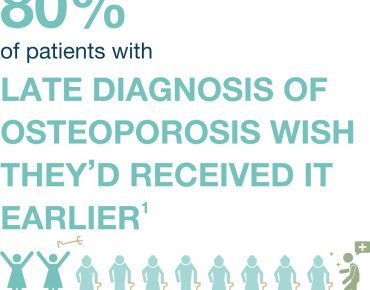 80%
of patients with
LATE DIAGNOSIS OF
OSTEOPOROSIS WISH
THEY’D RECEIVED IT
EARLIER¹